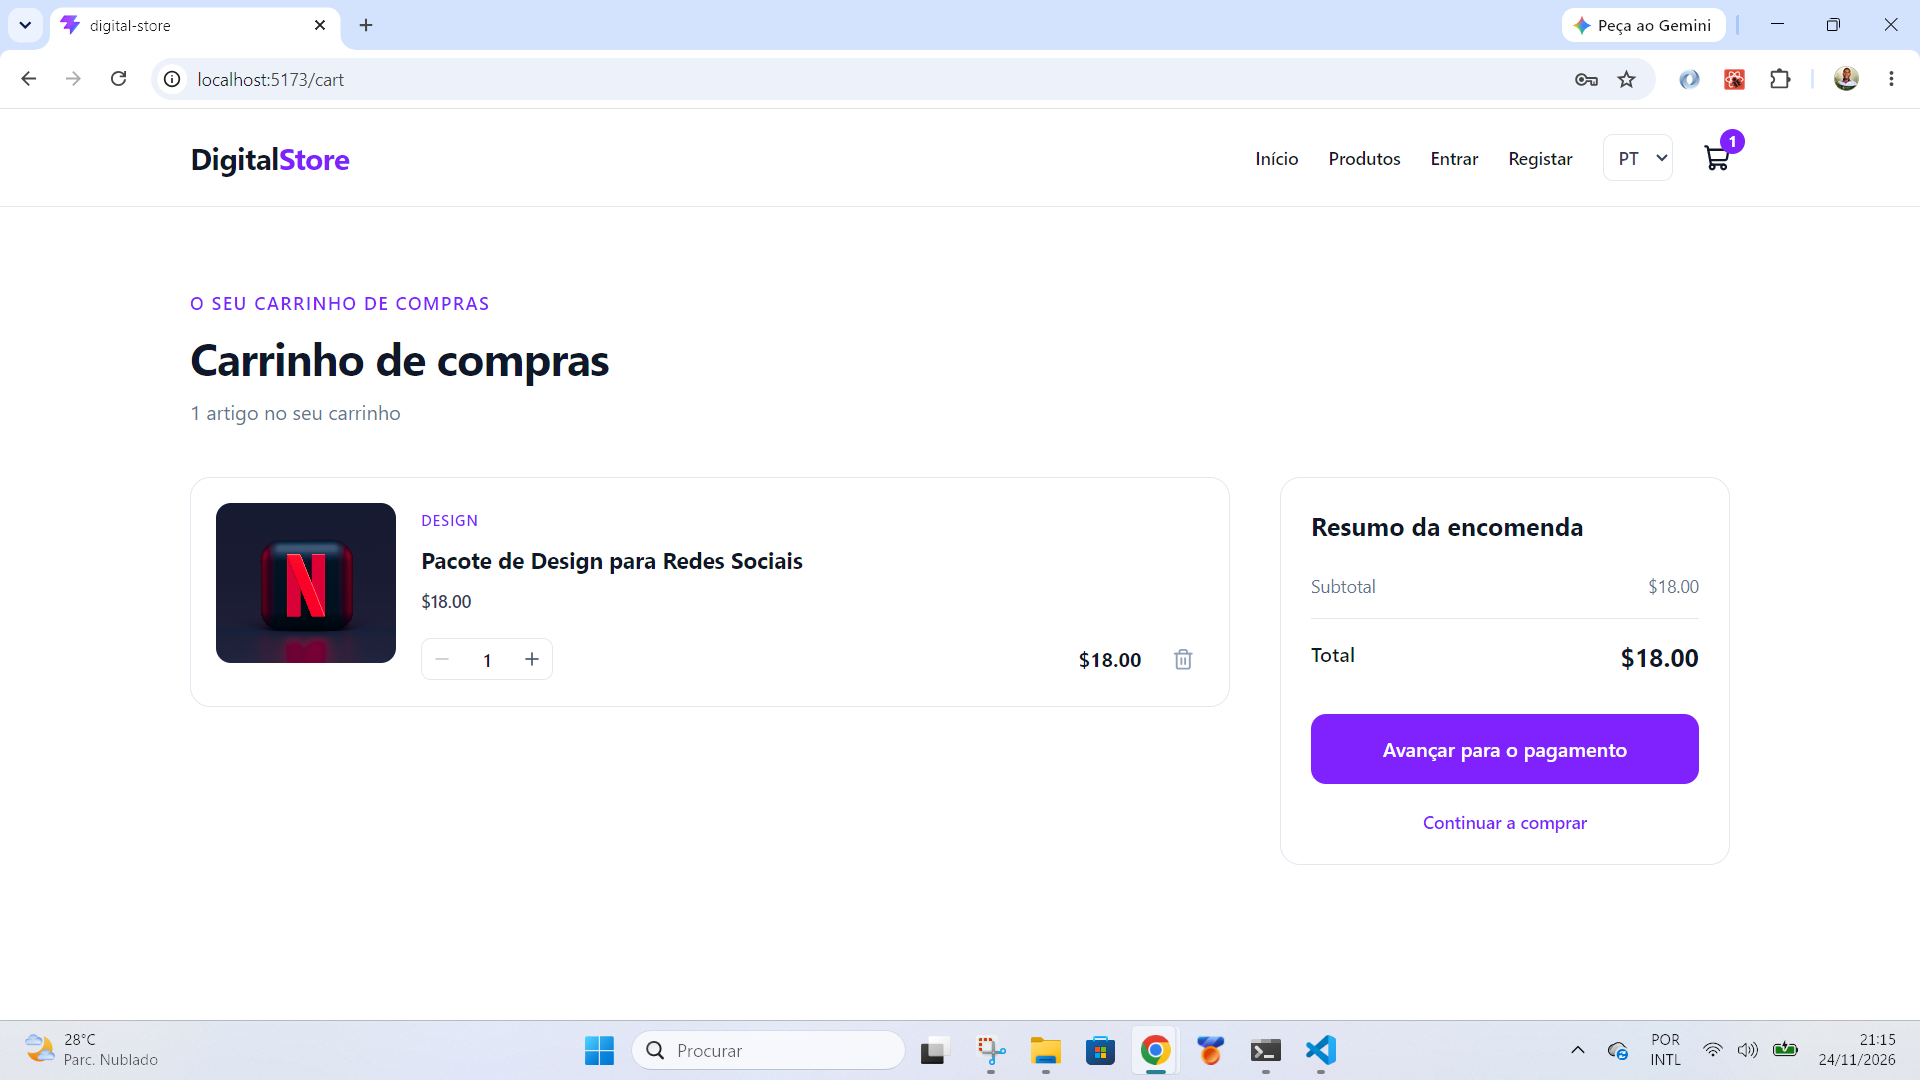 digital-store
Peça ao Gemini
localhost:5173/cart
DigitalStore
Início
Produtos
Entrar
Registar
PT
1
O SEU CARRINHO DE COMPRAS
Carrinho de compras
1 artigo no seu carrinho
N
DESIGN
Pacote de Design para Redes Sociais
$18.00
1
$18.00
Resumo da encomenda
Subtotal $18.00
Total $18.00
Avançar para o pagamento
Continuar a comprar
28°C
Parc. Nublado
Procurar
POR
INTL
21:15
24/11/2026